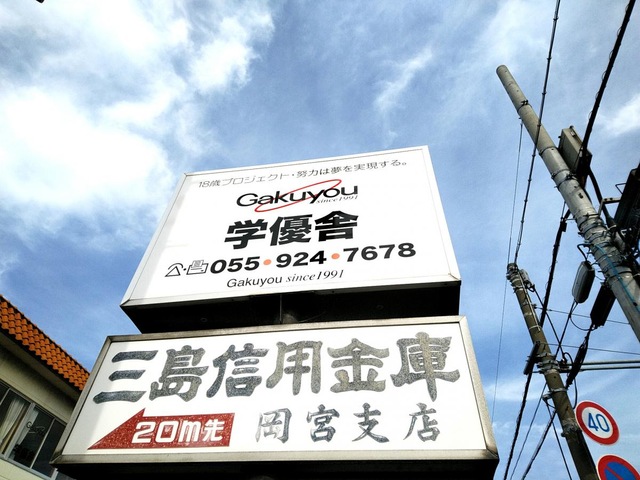 18歳プロジェクト・努力は夢を実現する。
Gakuyou
since1991
学優舎
055・924・7678
Gakuyou since1991
三島信用金庫
20m先 岡宮支店
40